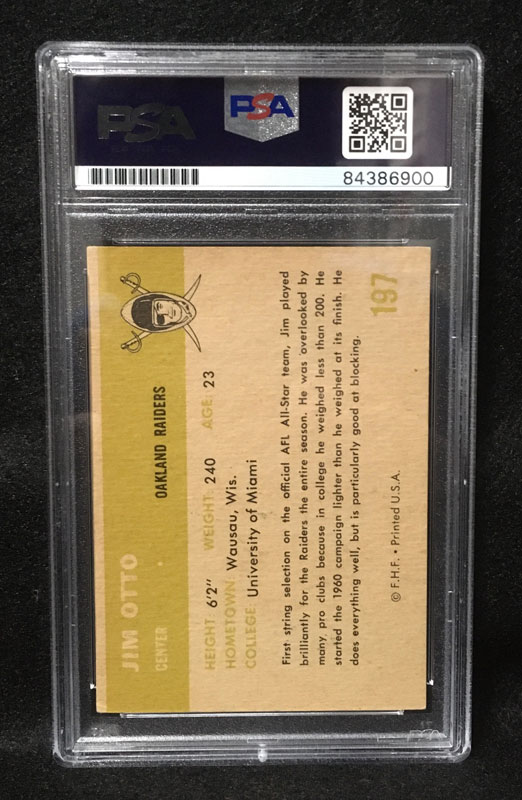 PSA
PSA
84386900
JIM OTTO
CENTER OAKLAND RAIDERS
HEIGHT 6'2" WEIGHT 240 AGE 23
HOMETOWN Wausau, Wis.
COLLEGE University of Miami
First string selection on the official AFL All-Star team, Jim played
brilliantly for the Raiders the entire season. He was overlooked by
many pro clubs because in college he weighed less than 200. He
started the 1960 campaign lighter than he weighed at its finish. He
does everything well, but is particularly good at blocking.
197
© F.H.F. • Printed U.S.A.
PSA